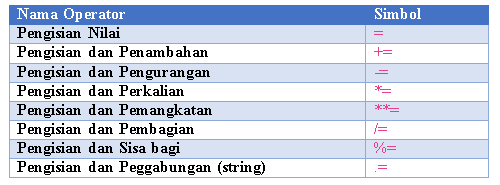 Nama Operator Simbol
Pengisian Nilai =
Pengisian dan Penambahan +=
Pengisian dan Pengurangan -=
Pengisian dan Perkalian *=
Pengisian dan Pemangkatan **=
Pengisian dan Pembagian /=
Pengisian dan Sisa bagi %=
Pengisian dan Peggabungan (string) .=